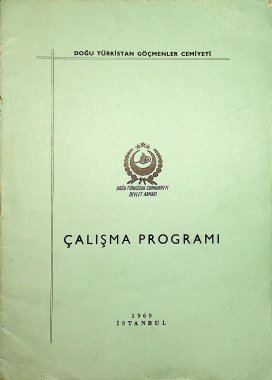 DOĞU TÜRKİSTAN GÖÇMENLER CEMİYETİ
DOĞU TÜRKİSTAN CUMHURİYETİ
DEVLET ARMASI
ÇALIŞMA PROGRAMI
1969
İSTANBUL